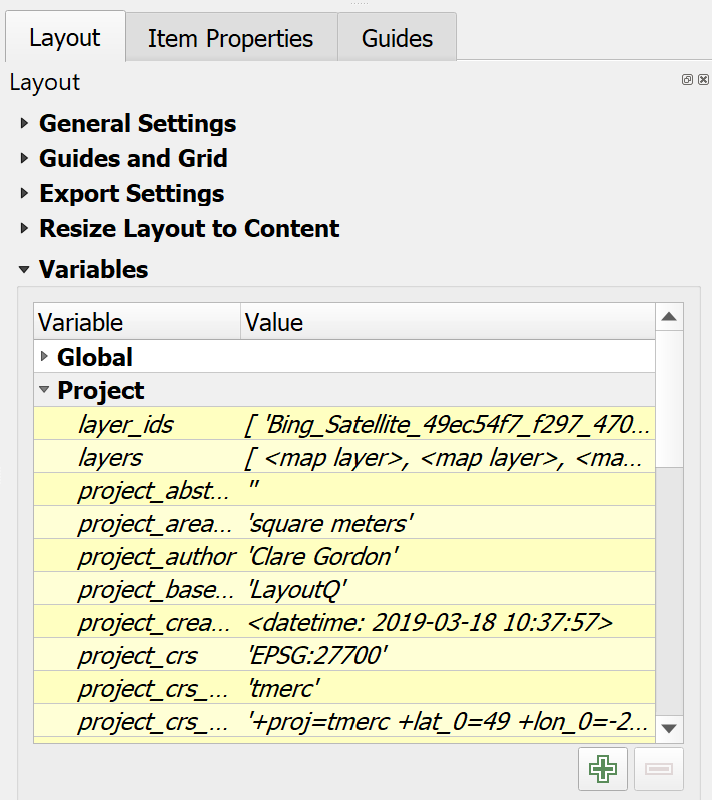 Layout Item Properties Guides
Layout
General Settings
Guides and Grid
Export Settings
Resize Layout to Content
Variables
Variable Value
Global
Project
layer_ids [ 'Bing_Satellite_49ec54f7_f297_470...
layers [ <map layer>, <map layer>, <ma...
project_abst... ''
project_area... 'square meters'
project_author 'Clare Gordon'
project_base... 'LayoutQ'
project_crea... <datetime: 2019-03-18 10:37:57>
project_crs 'EPSG:27700'
project_crs_... 'tmerc'
project_crs_... '+proj=tmerc +lat_0=49 +lon_0=-2...